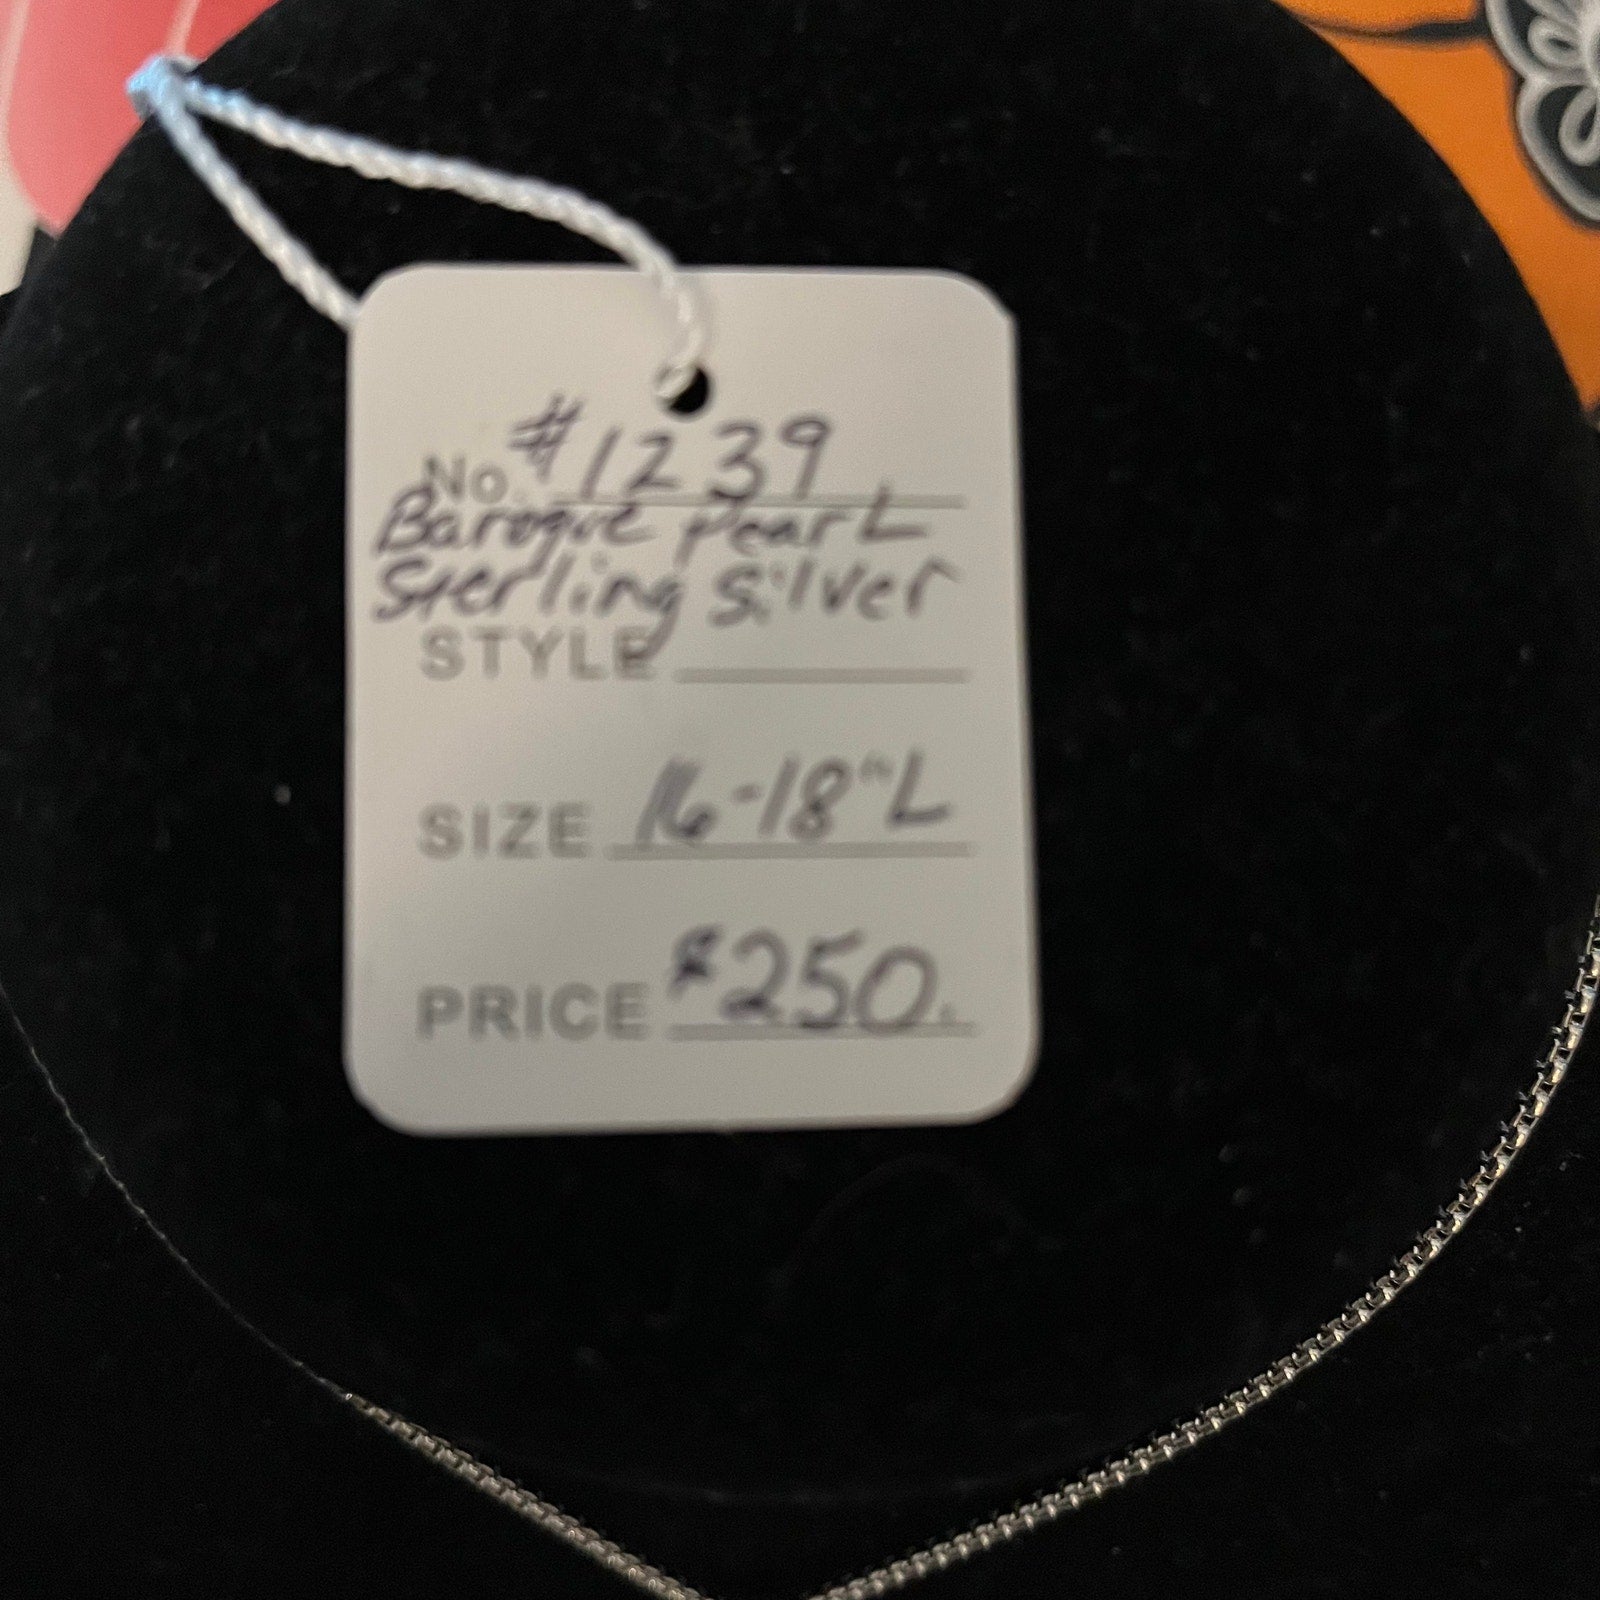 No. #1239
Baroque pearL
Sterling Silver
STYLE
SIZE 16-18"L
PRICE $250.